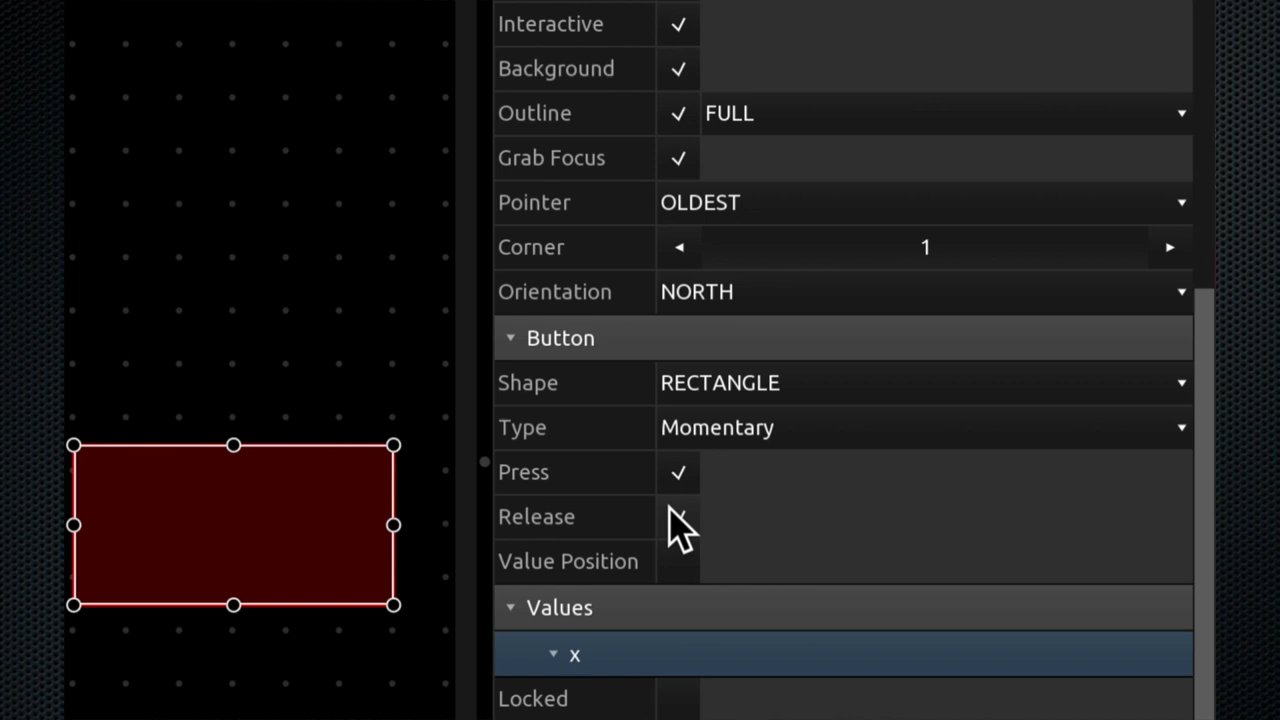 Interactive
Background
Outline FULL
Grab Focus
Pointer OLDEST
Corner 1
Orientation NORTH
Button
Shape RECTANGLE
Type Momentary
Press
Release
Value Position
Values
x
Locked